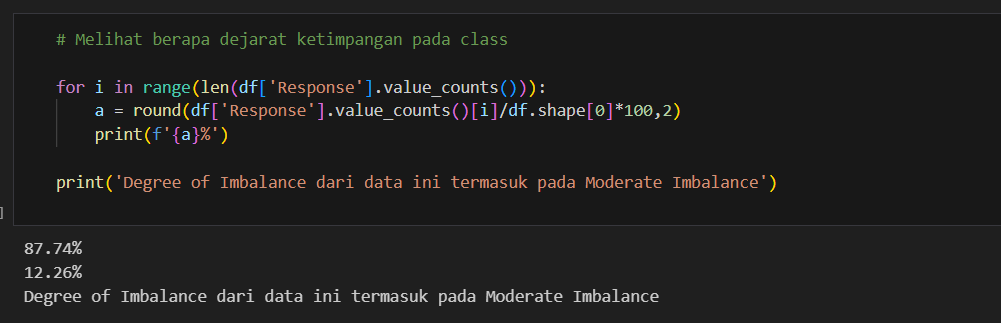 # Melihat berapa dejarat ketimpangan pada class
for i in range(len(df['Response'].value_counts())):
    a = round(df['Response'].value_counts()[i]/df.shape[0]*100,2)
    print(f'{a}%')
print('Degree of Imbalance dari data ini termasuk pada Moderate Imbalance')
]
87.74%
12.26%
Degree of Imbalance dari data ini termasuk pada Moderate Imbalance